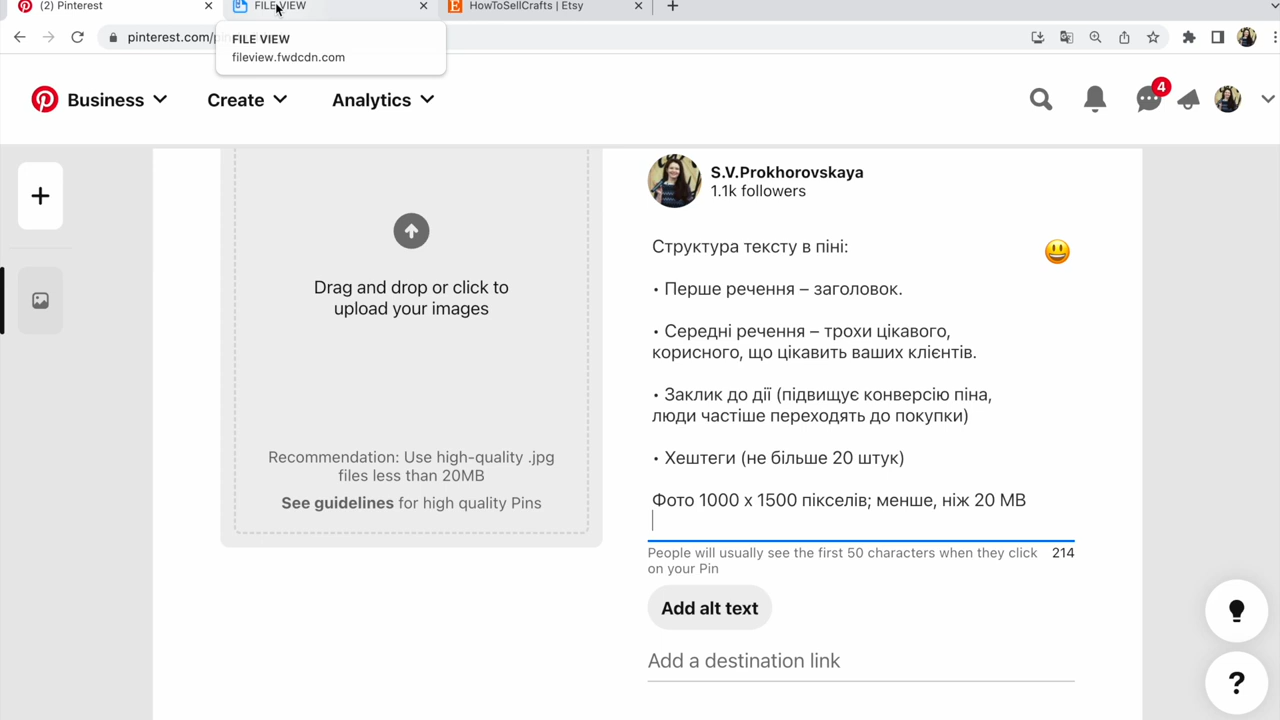 (2) Pinterest
FILE VIEW
HowToSellCrafts | Etsy
pinterest.com/pin
FILE VIEW
fileview.fwdcdn.com
Business
Create
Analytics
4
S.V.Prokhorovskaya
1.1k followers
Drag and drop or click to
upload your images
Recommendation: Use high-quality .jpg
files less than 20MB
See guidelines for high quality Pins
Структура тексту в піні:
• Перше речення – заголовок.
• Середні речення – трохи цікавого,
корисного, що цікавить ваших клієнтів.
• Заклик до дії (підвищує конверсію піна,
люди частіше переходять до покупки)
• Хештеги (не більше 20 штук)
Фото 1000 х 1500 пікселів; менше, ніж 20 МВ
People will usually see the first 50 characters when they click
on your Pin
214
Add alt text
Add a destination link
?